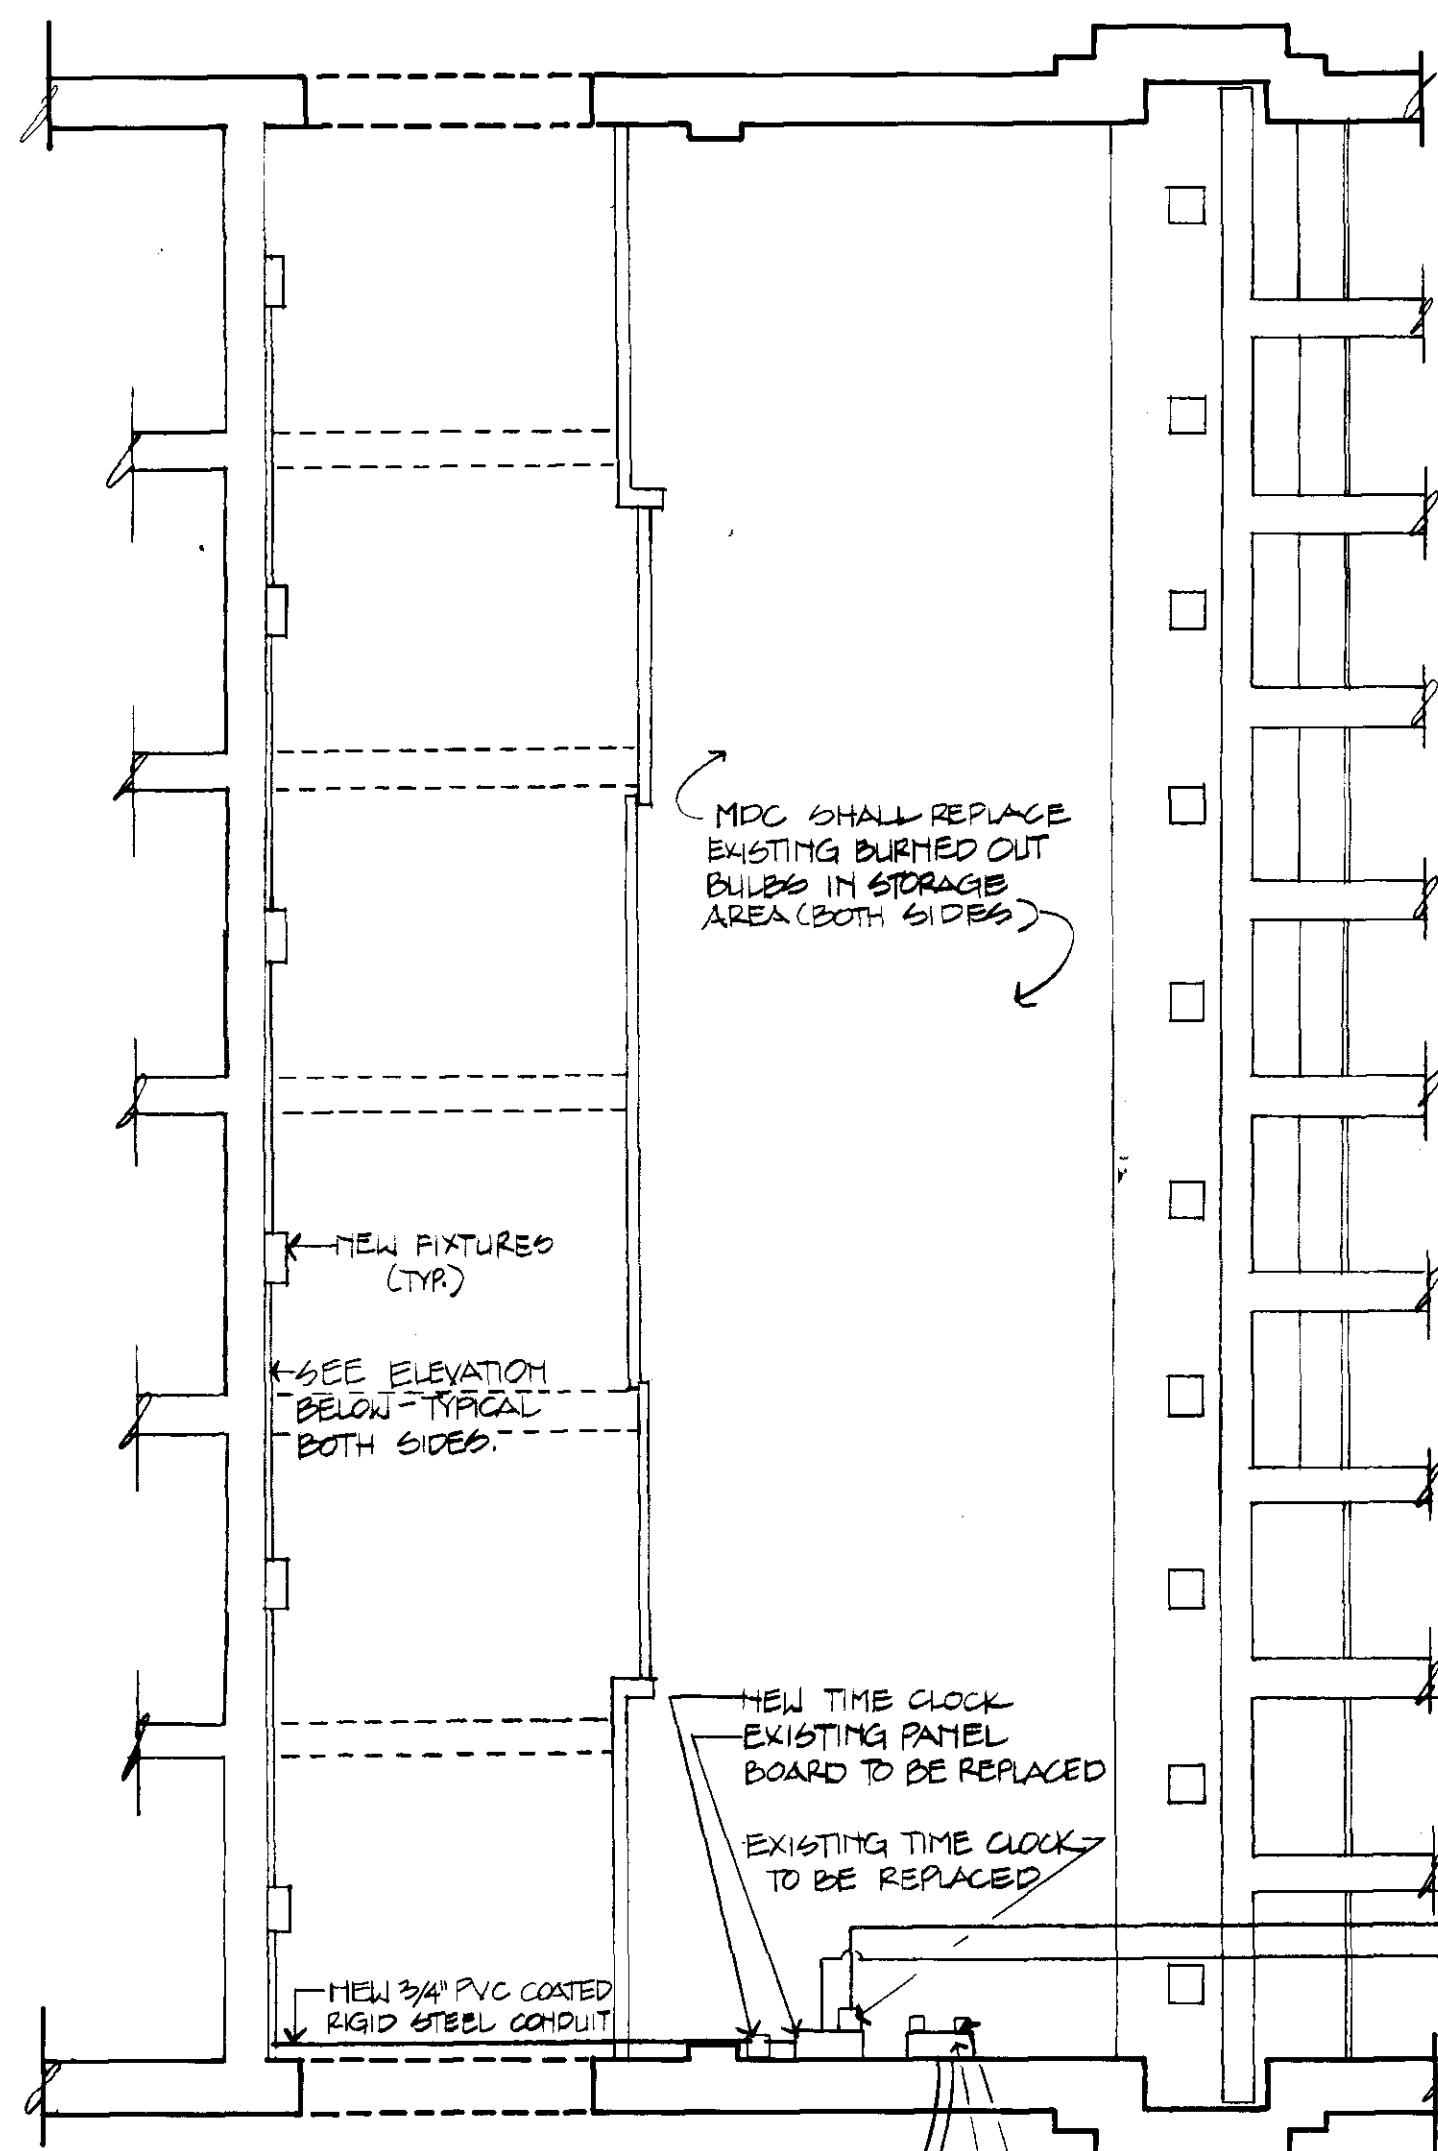 MDC SHALL REPLACE
EXISTING BURNED OUT
BULBS IN STORAGE
AREA (BOTH SIDES)
NEW FIXTURES
(TYP.)
SEE ELEVATION
BELOW - TYPICAL
BOTH SIDES.
NEW TIME CLOCK
EXISTING PANEL
BOARD TO BE REPLACED
EXISTING TIME CLOCK
TO BE REPLACED
NEW 3/4" PVC COATED
RIGID STEEL CONDUIT